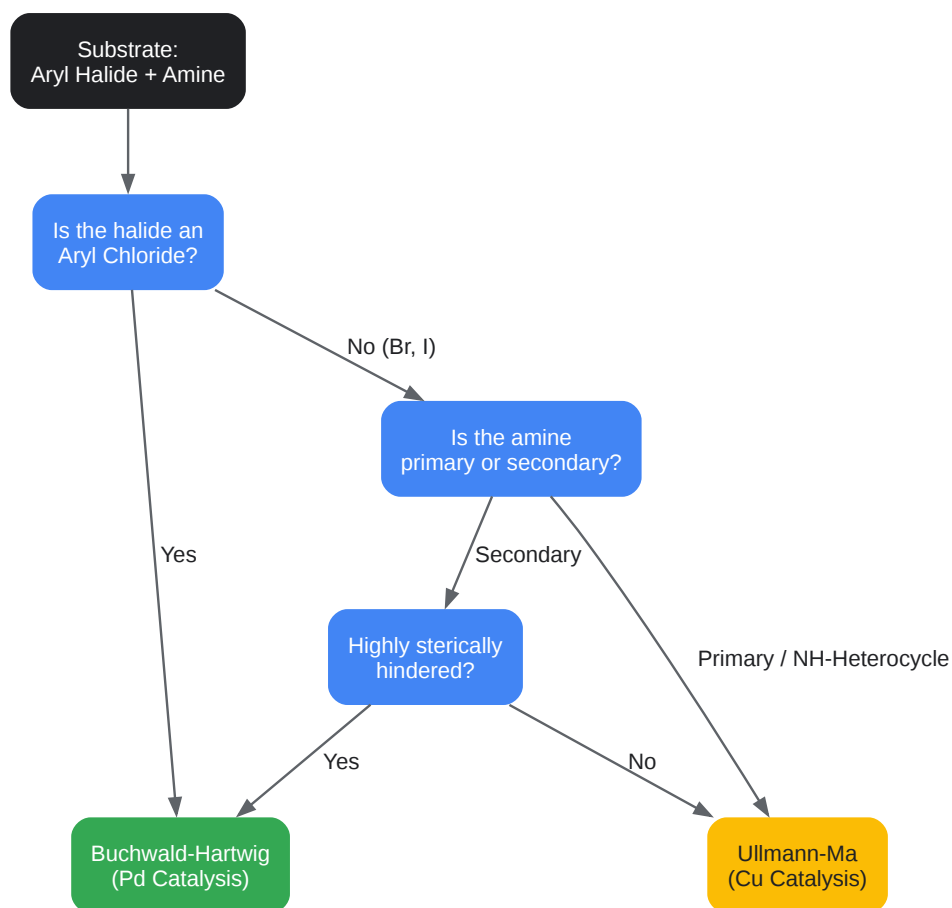 Substrate:
Aryl Halide + Amine
Is the halide an
Aryl Chloride?
No (Br, I)
Is the amine
primary or secondary?
Yes
Secondary
Highly sterically
hindered?
Primary / NH-Heterocycle
Yes
No
Buchwald-Hartwig
(Pd Catalysis)
Ullmann-Ma
(Cu Catalysis)